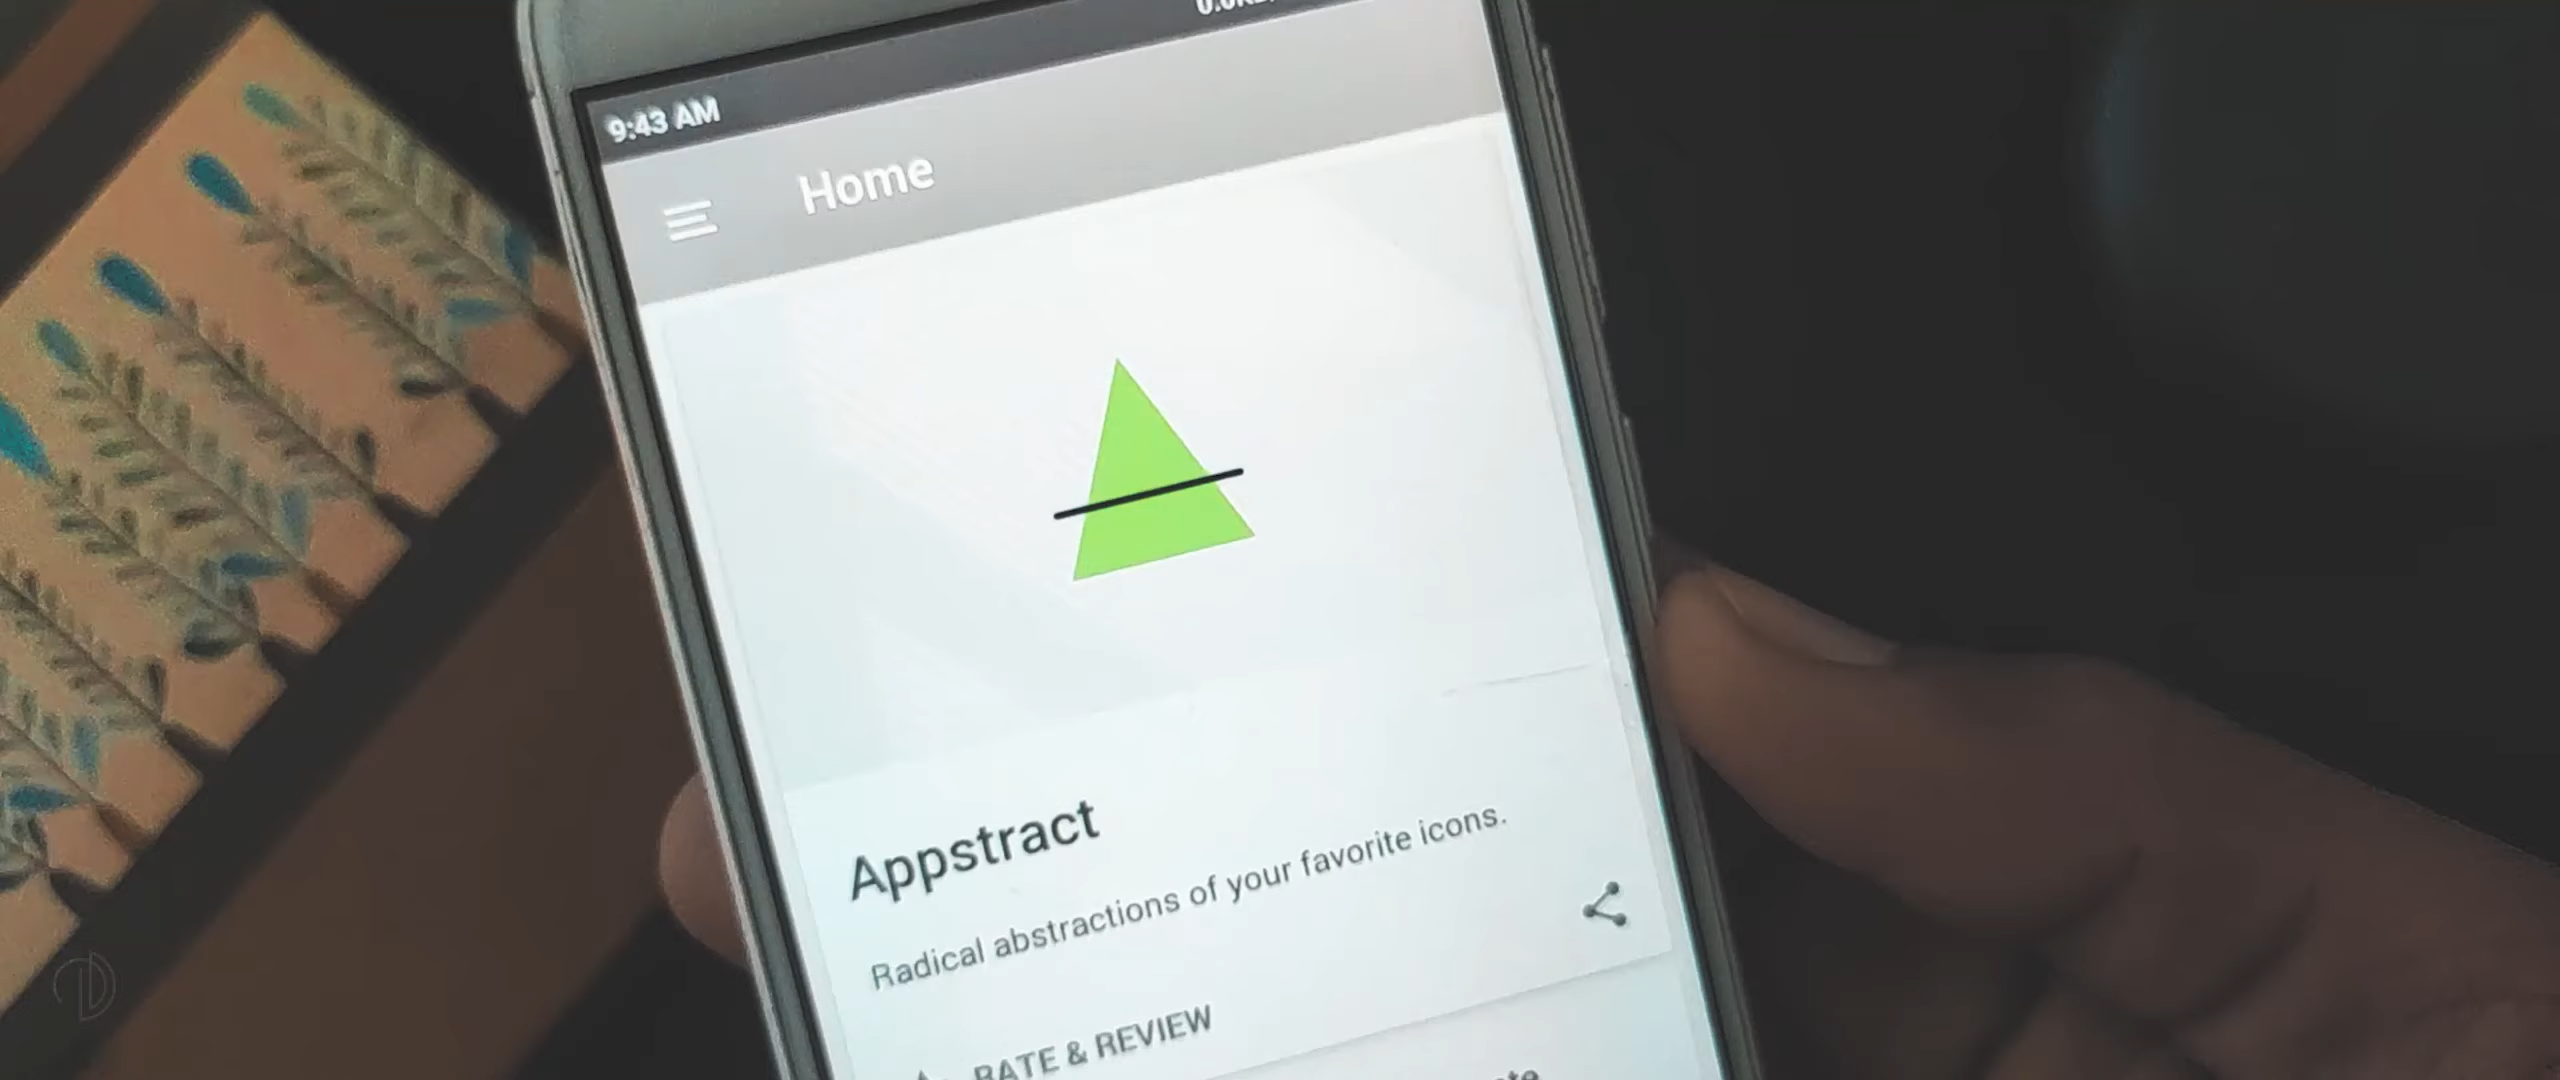 9:43 AM
Home
Appstract
Radical abstractions of your favorite icons.
RATE & REVIEW